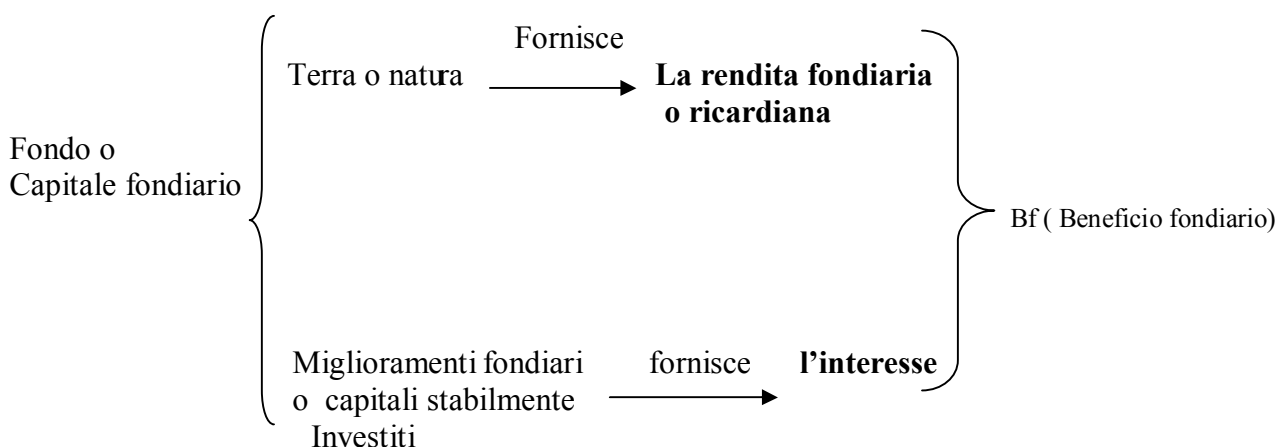 Fornisce
Terra o natura
La rendita fondiaria
o ricardiana
Fondo o
Capitale fondiario
Bf ( Beneficio fondiario)
Miglioramenti fondiari
o capitali stabilmente
Investiti
fornisce
l’interesse